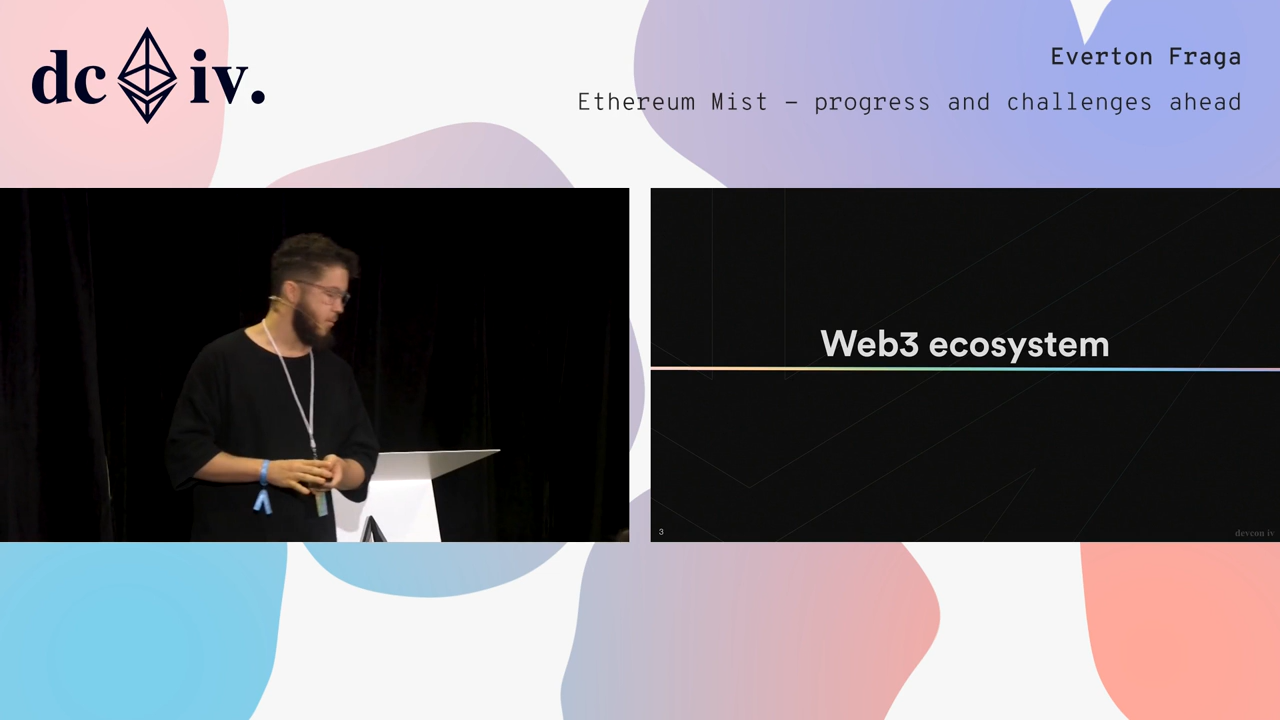 dc iv.
Everton Fraga
Ethereum Mist – progress and challenges ahead
Web3 ecosystem
3
devcon iv